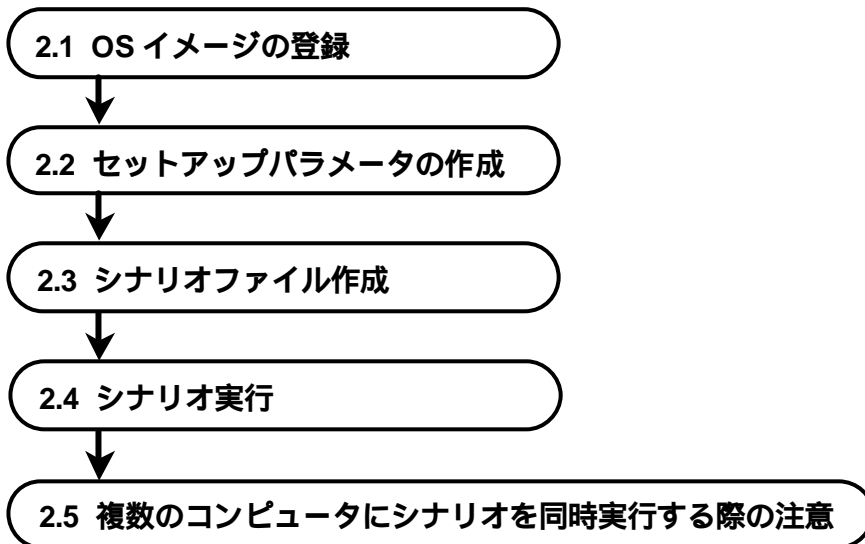 2.1 OS イメージの登録
2.2 セットアップパラメータの作成
2.3 シナリオファイル作成
2.4 シナリオ実行
2.5 複数のコンピュータにシナリオを同時実行する際の注意